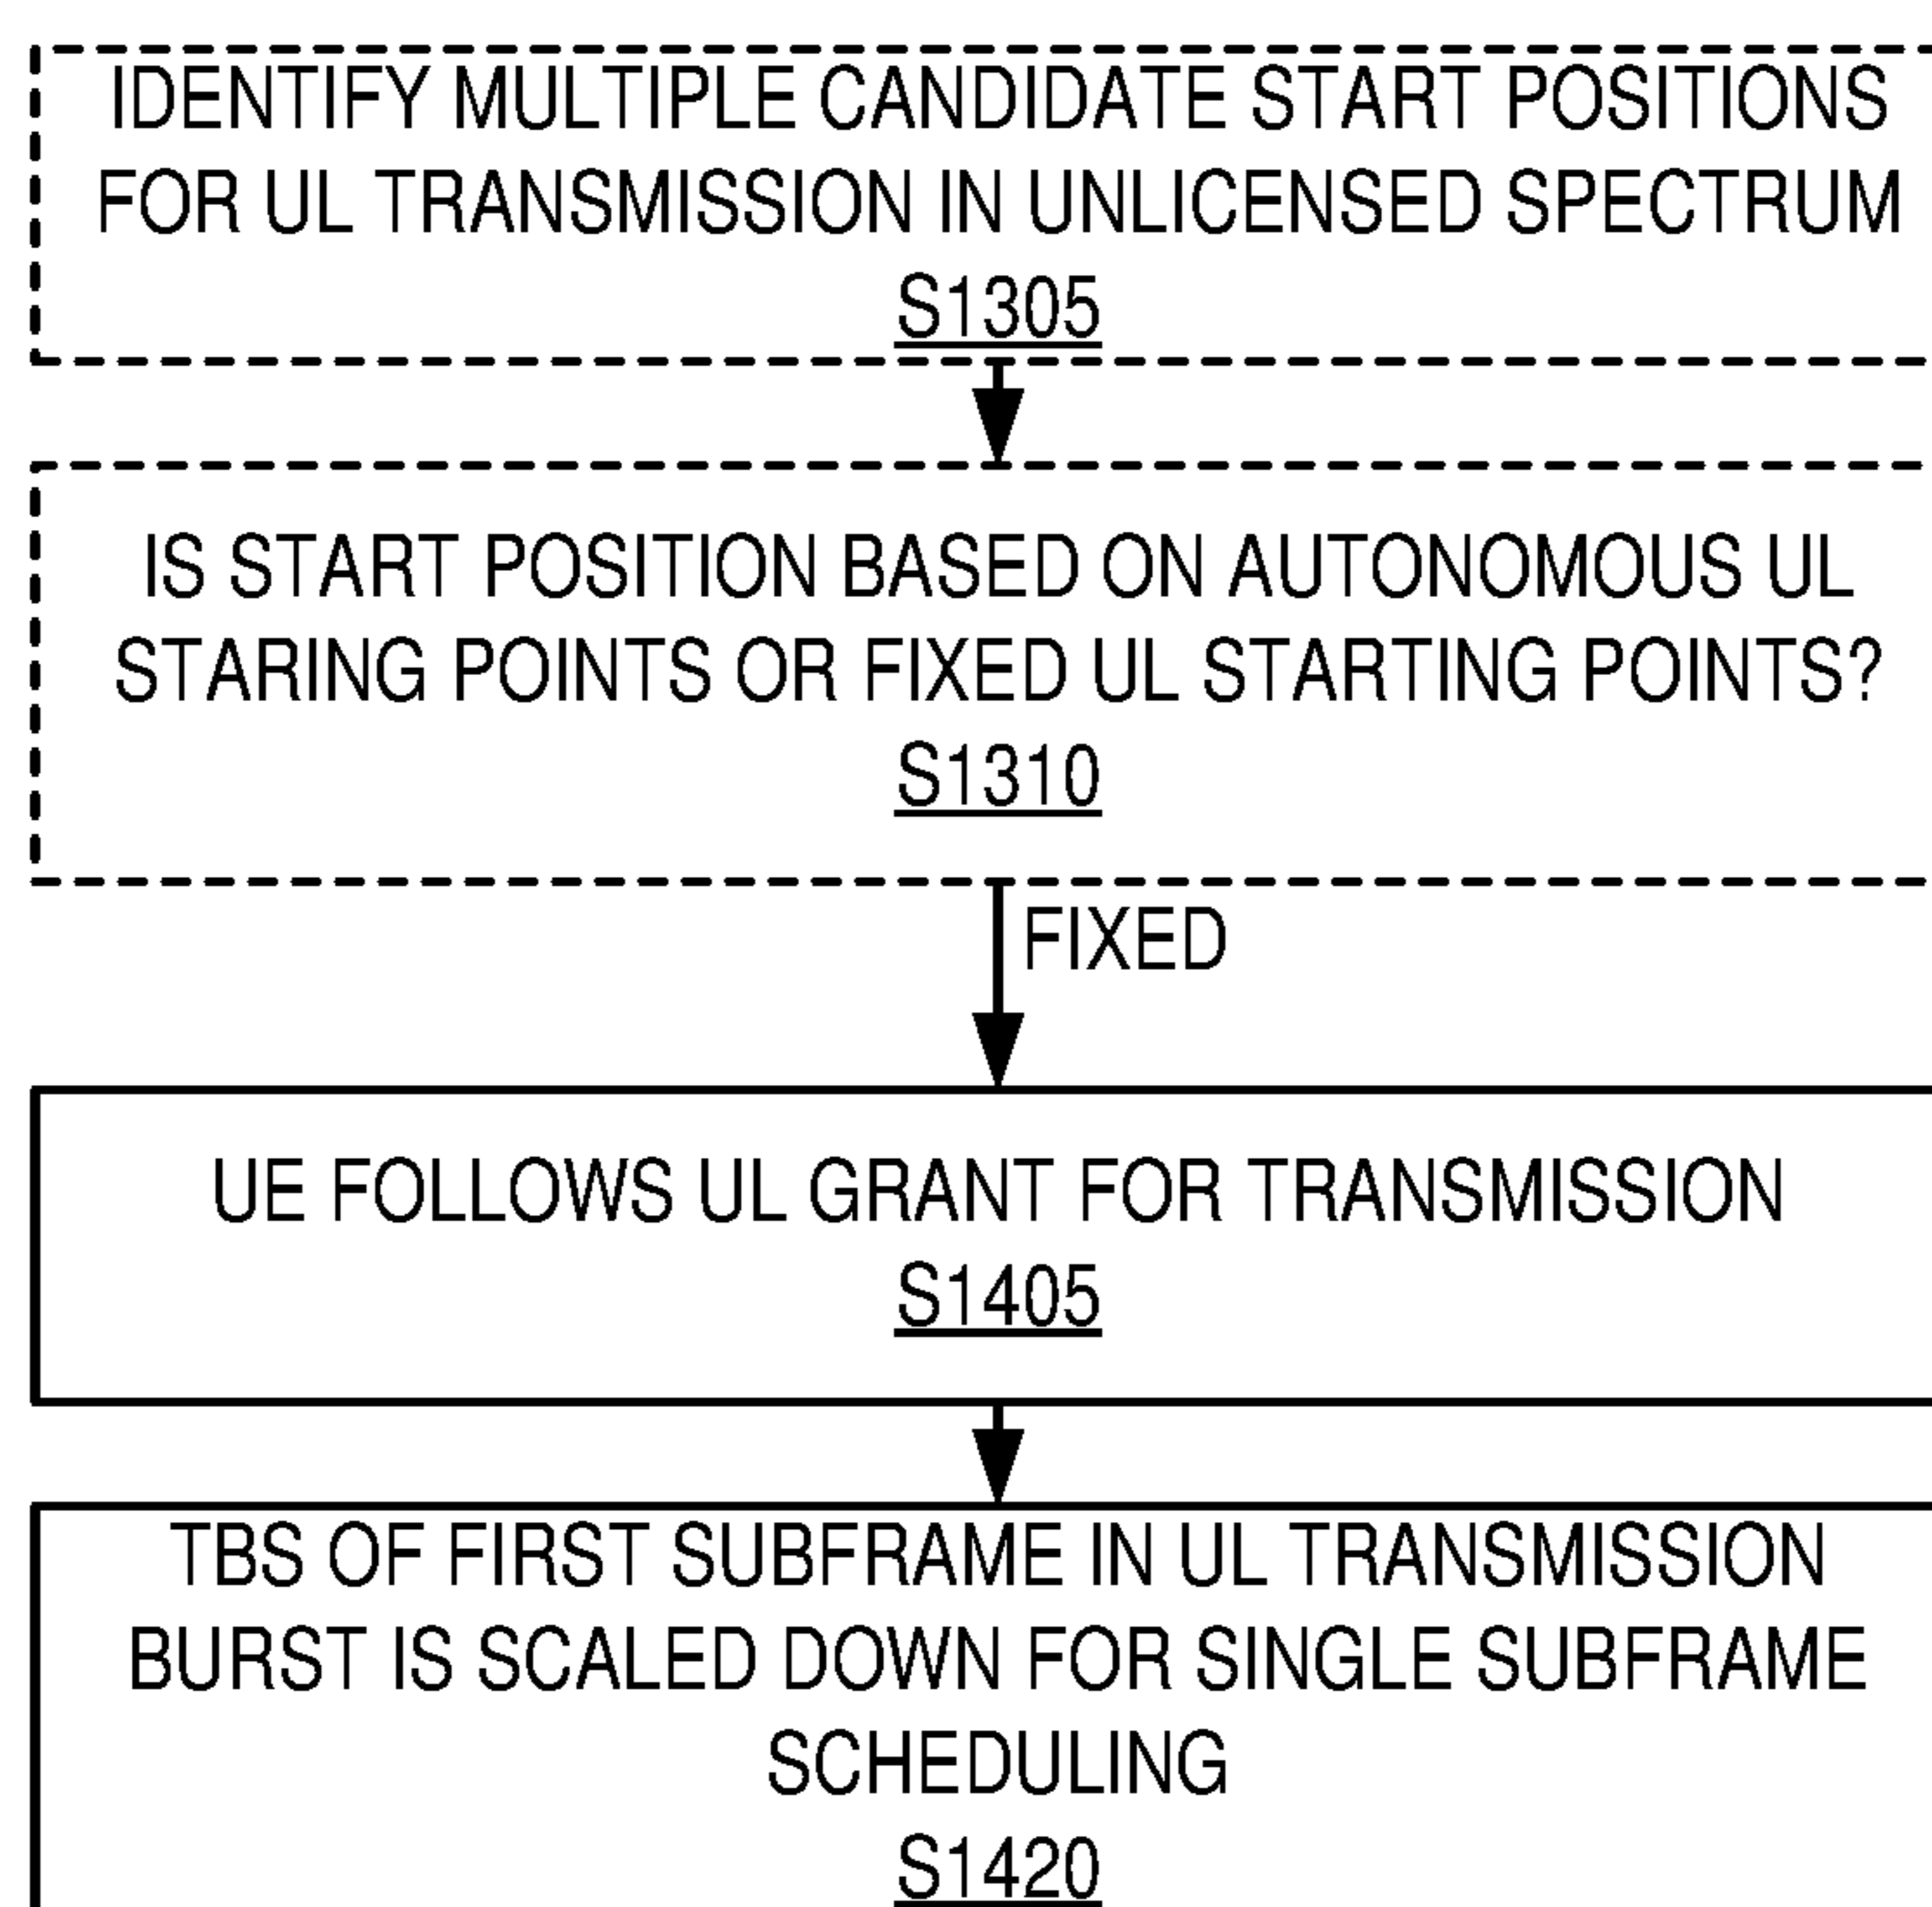 IDENTIFY MULTIPLE CANDIDATE START POSITIONS
FOR UL TRANSMISSION IN UNLICENSED SPECTRUM
S1305
IS START POSITION BASED ON AUTONOMOUS UL
STARING POINTS OR FIXED UL STARTING POINTS?
S1310
FIXED
UE FOLLOWS UL GRANT FOR TRANSMISSION
S1405
TBS OF FIRST SUBFRAME IN UL TRANSMISSION
BURST IS SCALED DOWN FOR SINGLE SUBFRAME
SCHEDULING
S1420